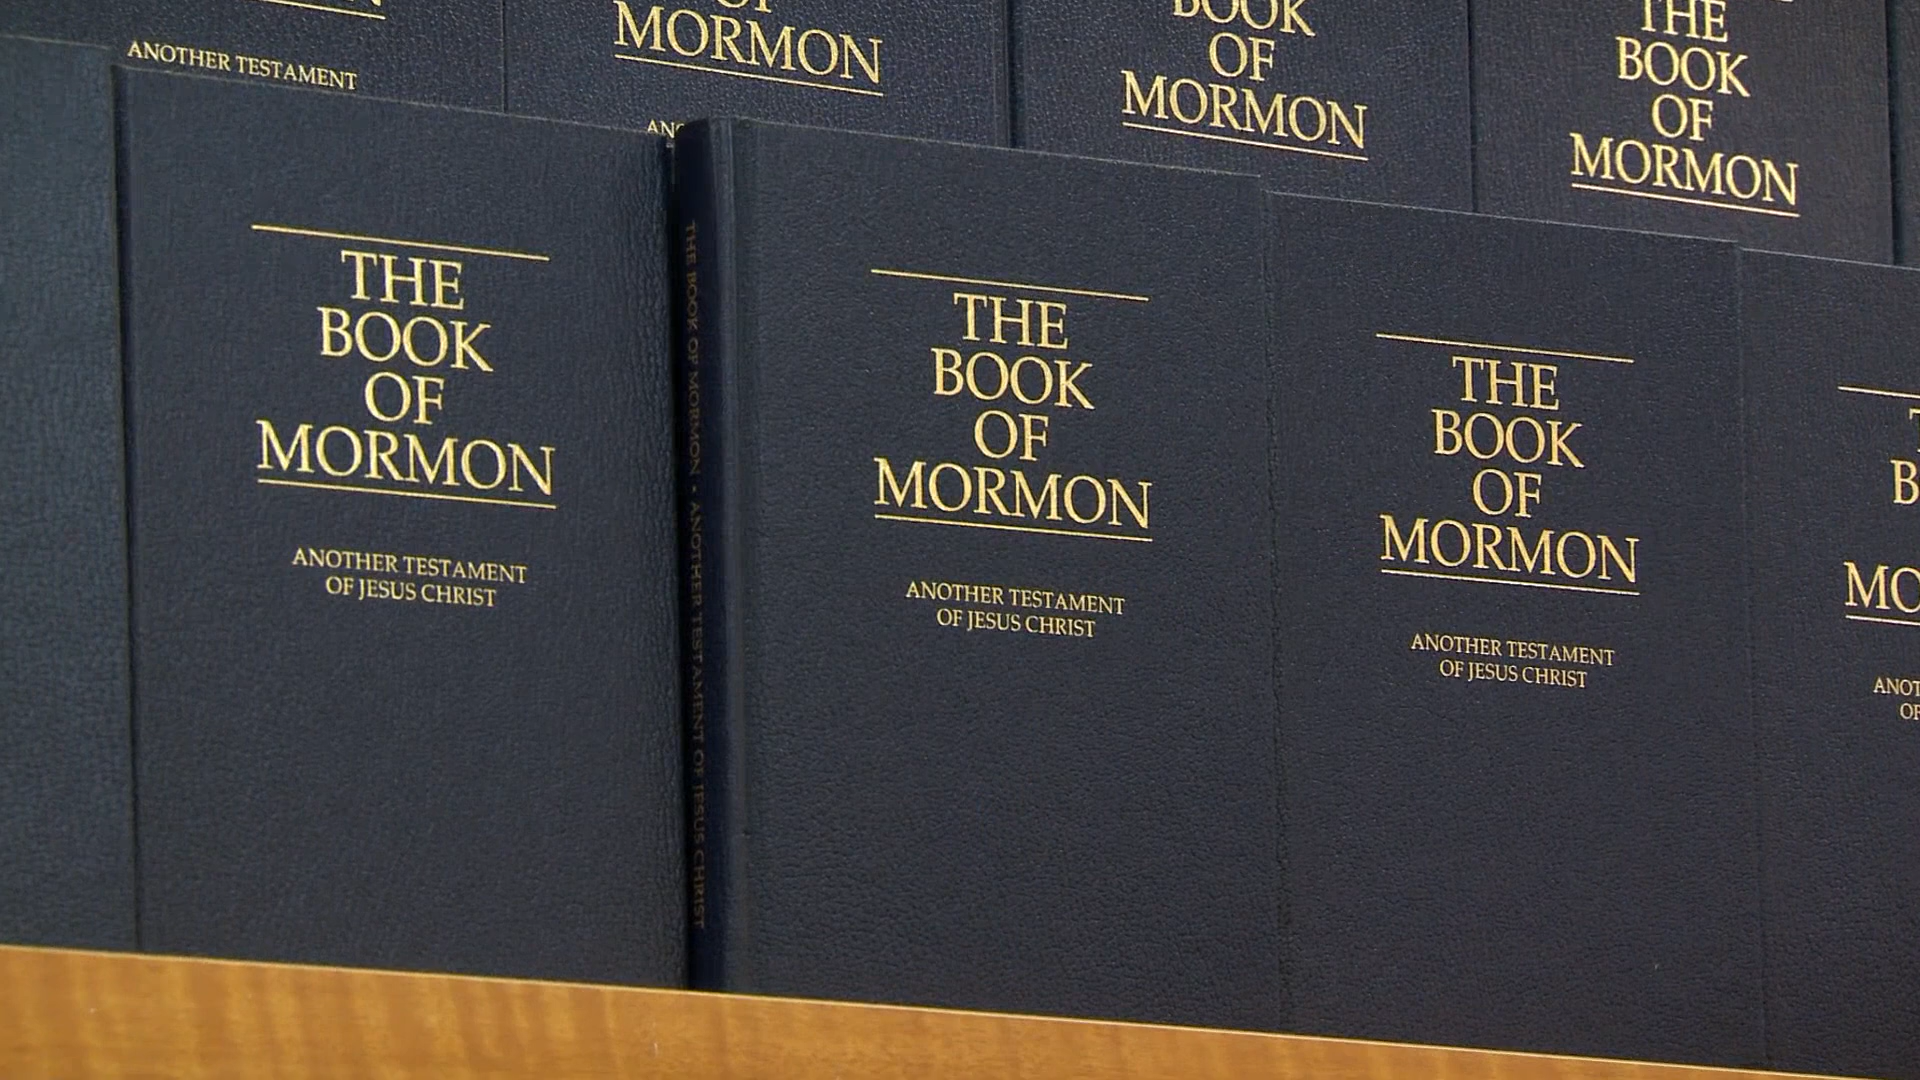 ANOTHER TESTAMENT
OF
MORMON
BOOK
OF
MORMON
THE
BOOK
OF
MORMON
THE
BOOK
OF
MORMON
ANOTHER TESTAMENT
OF JESUS CHRIST
THE BOOK OF MORMON • ANOTHER TESTAMENT OF JESUS CHRIST
THE
BOOK
OF
MORMON
ANOTHER TESTAMENT
OF JESUS CHRIST
THE
BOOK
OF
MORMON
ANOTHER TESTAMENT
OF JESUS CHRIST